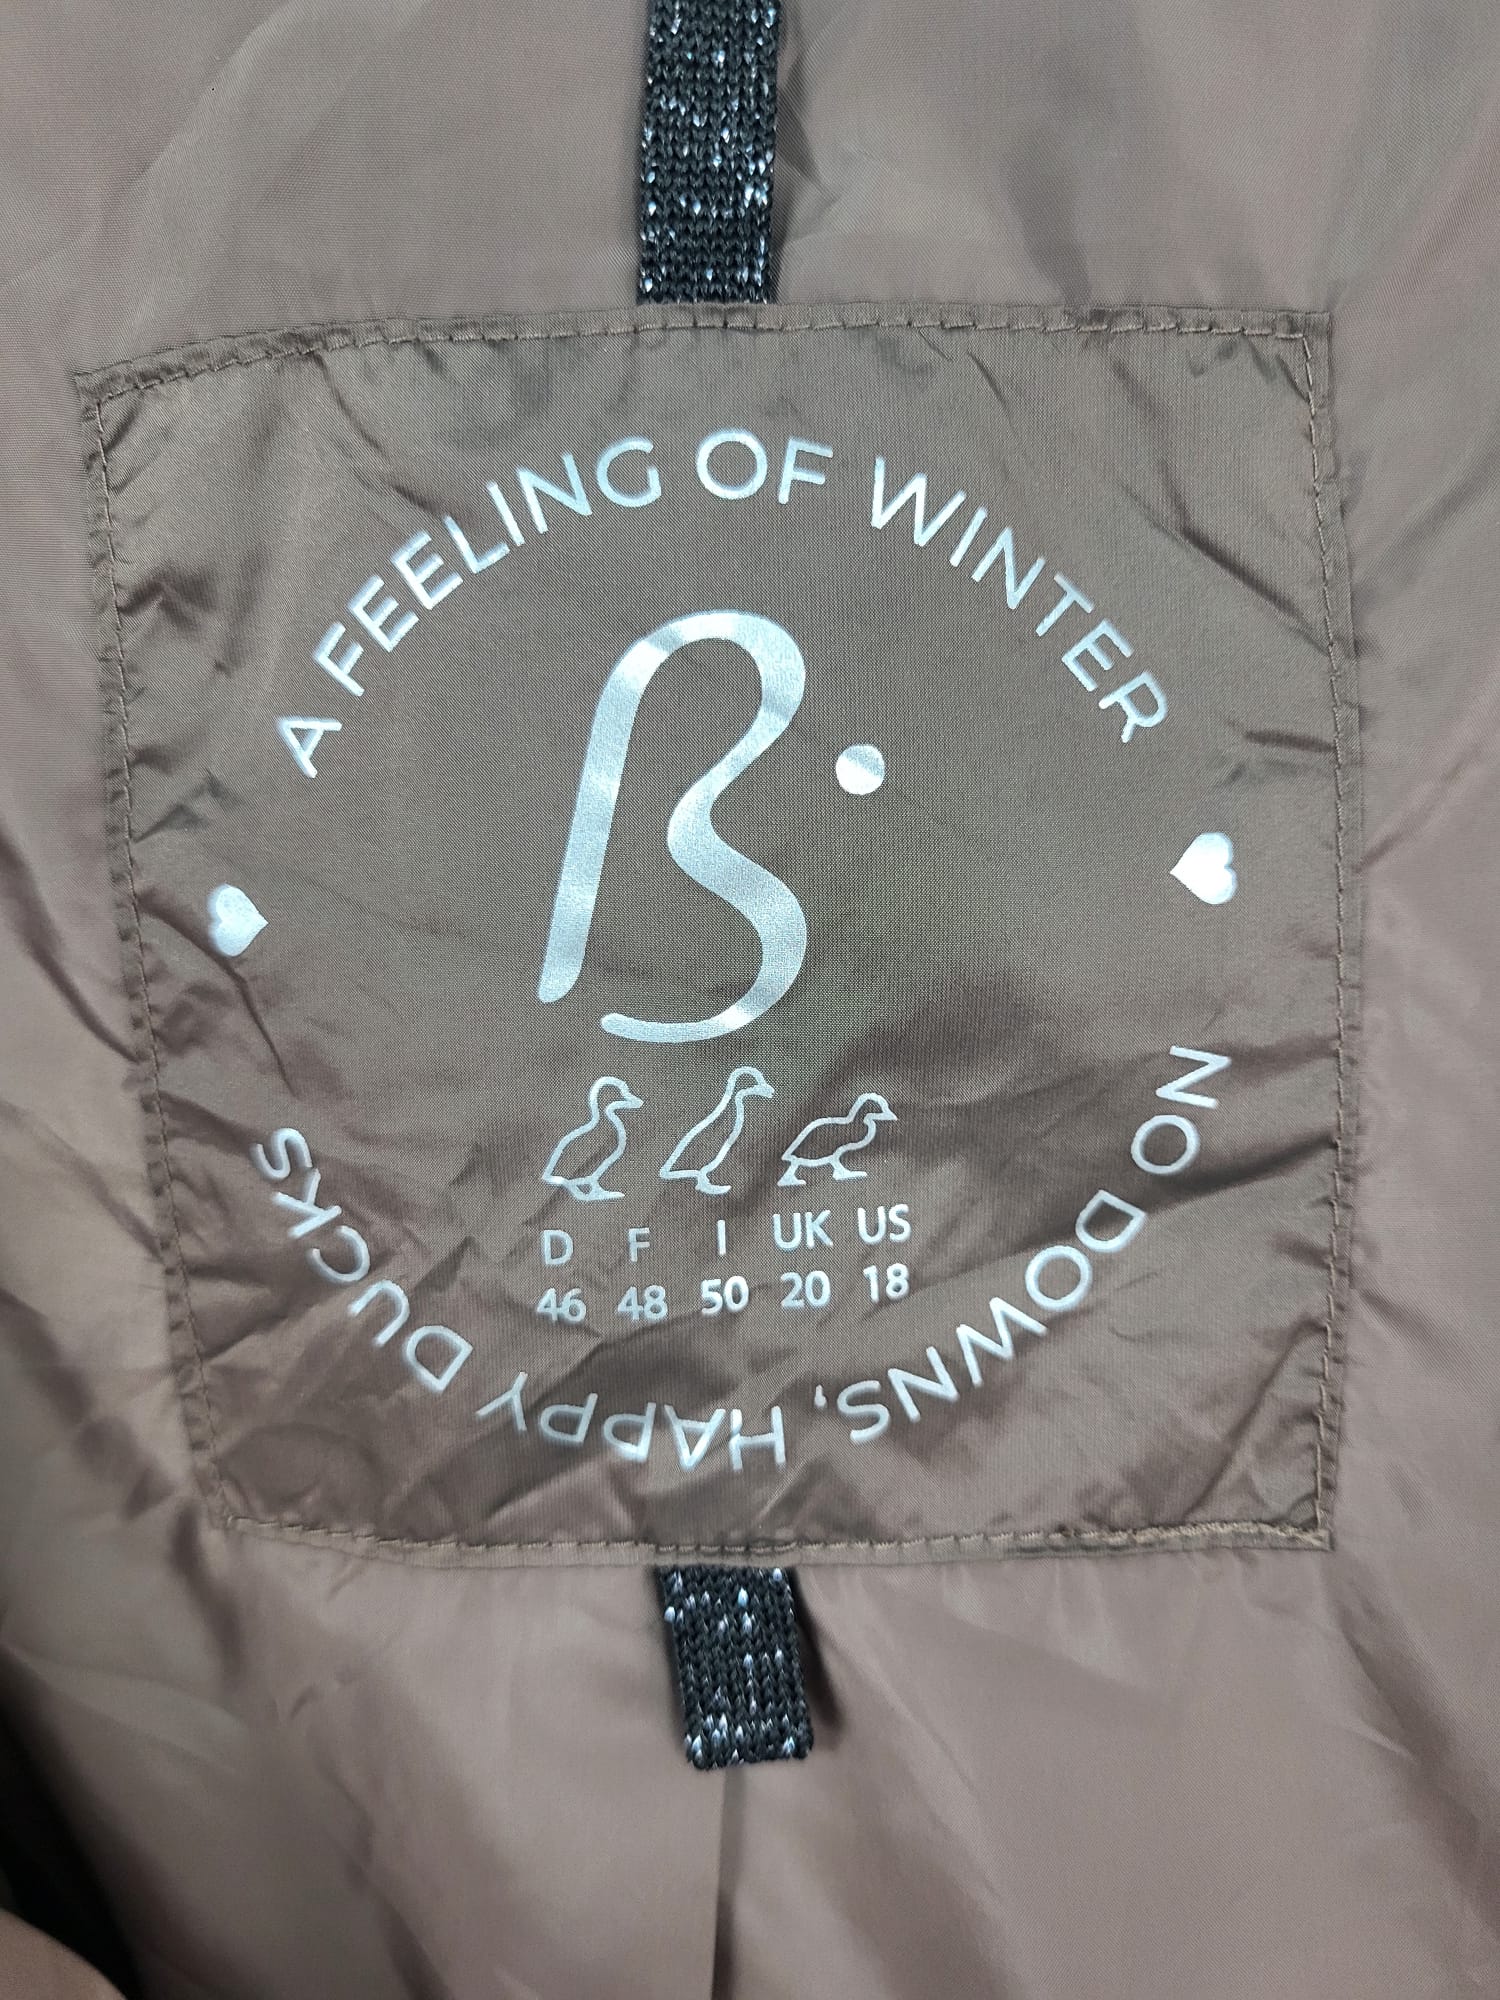 A FEELING OF WINTER
B.
D F I UK US
46 48 50 20 18
NO DOWNS, HAPPY DUCKS